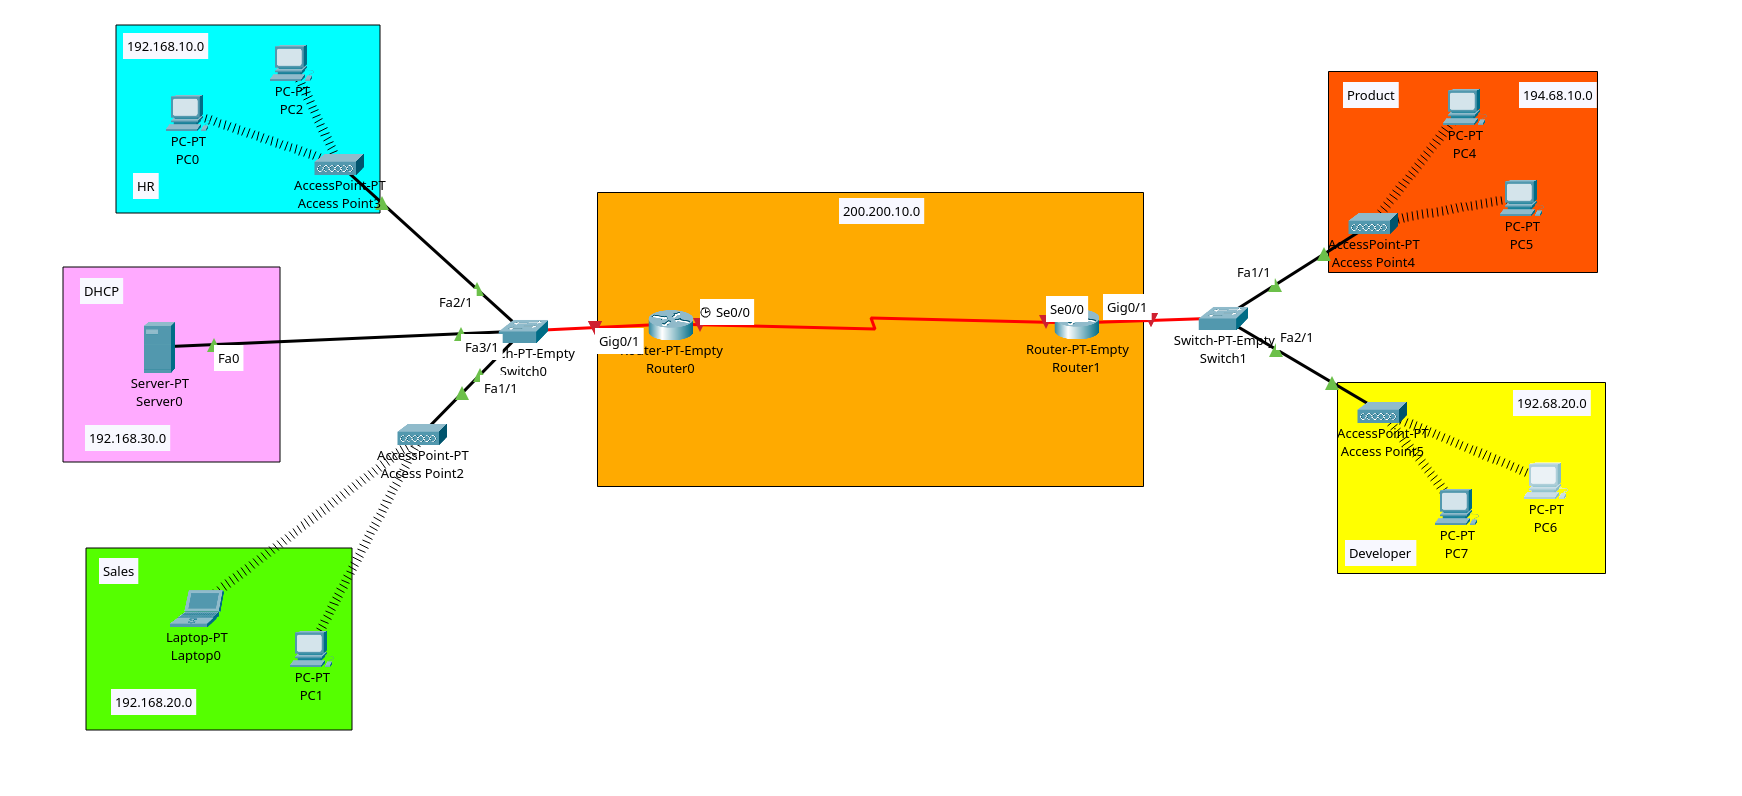 192.168.10.0
PC-PT
PC2
PC-PT
PC0
HR
AccessPoint-PT
Access Point3
DHCP
Fa2/1
Fa0
Fa3/1
Server-PT
Server0
192.168.30.0
h-PT-Empty
Switch0
Fa1/1
AccessPoint-PT
Access Point2
Sales
Laptop-PT
Laptop0
PC-PT
PC1
192.168.20.0
200.200.10.0
Se0/0
Gig0/1
Router-PT-Empty
Router0
Se0/0
Gig0/1
Router-PT-Empty
Router1
Product
194.68.10.0
PC-PT
PC4
PC-PT
PC5
AccessPoint-PT
Access Point4
Fa1/1
Switch-PT-Empty
Switch1
Fa2/1
192.68.20.0
AccessPoint-PT
Access Point5
PC-PT
PC6
PC-PT
PC7
Developer